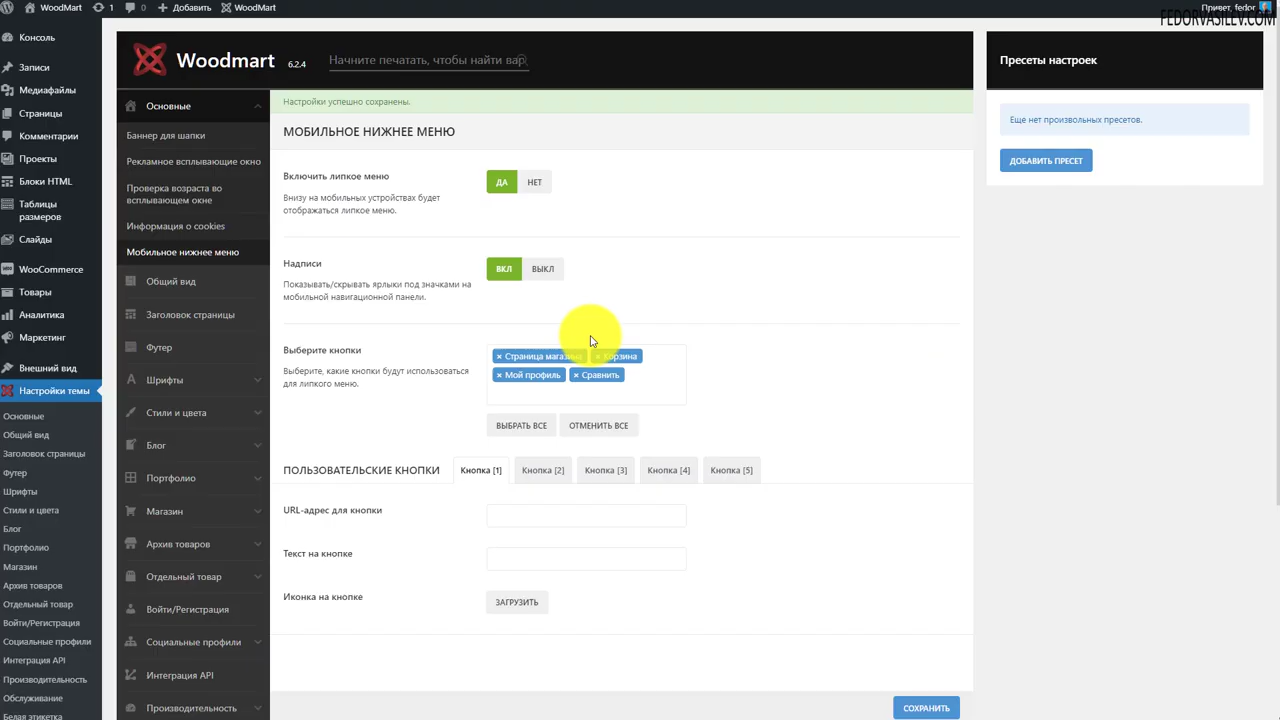 WooMart
1
0
Добавить
WoodMart
Привет, fedor
FEDORVASILEV.COM
Консоль
Записи
Медиафайлы
Страницы
Комментарии
Проекты
Блоки HTML
Таблицы
размеров
Слайды
WooCommerce
Товары
Аналитика
Маркетинг
Внешний вид
Настройки темы
Основные
Общий вид
Заголовок страницы
Футер
Шрифты
Стили и цвета
Блог
Портфолио
Магазин
Архив товаров
Отдельный товар
Войти/Регистрация
Социальные профили
Интеграция API
Производительность
Обслуживание
Белая этикетка
Woodmart
6.2.4
Начните печатать, чтобы найти вар
Основные
Баннер для шапки
Рекламное всплывающие окно
Проверка возраста во
всплывающем окне
Информация о cookies
Мобильное нижнее меню
Общий вид
Заголовок страницы
Футер
Шрифты
Стили и цвета
Блог
Портфолио
Магазин
Архив товаров
Отдельный товар
Войти/Регистрация
Социальные профили
Интеграция API
Производительность
Настройки успешно сохранены.
МОБИЛЬНОЕ НИЖНЕЕ МЕНЮ
Включить липкое меню
Внизу на мобильных устройствах будет
отображаться липкое меню.
ДА НЕТ
Надписи
Показывать/скрывать ярлыки под значками на
мобильной навигационной панели.
ВКЛ ВЫКЛ
Выберите кнопки
Выберите, какие кнопки будут использоваться
для липкого меню.
× Страница магазина × Корзина
× Мой профиль × Сравнить
ВЫБРАТЬ ВСЕ ОТМЕНИТЬ ВСЕ
ПОЛЬЗОВАТЕЛЬСКИЕ КНОПКИ Кнопка [1] Кнопка [2] Кнопка [3] Кнопка [4] Кнопка [5]
URL-адрес для кнопки
Текст на кнопке
Иконка на кнопке
ЗАГРУЗИТЬ
СОХРАНИТЬ
Пресеты настроек
Еще нет произвольных пресетов.
ДОБАВИТЬ ПРЕСЕТ